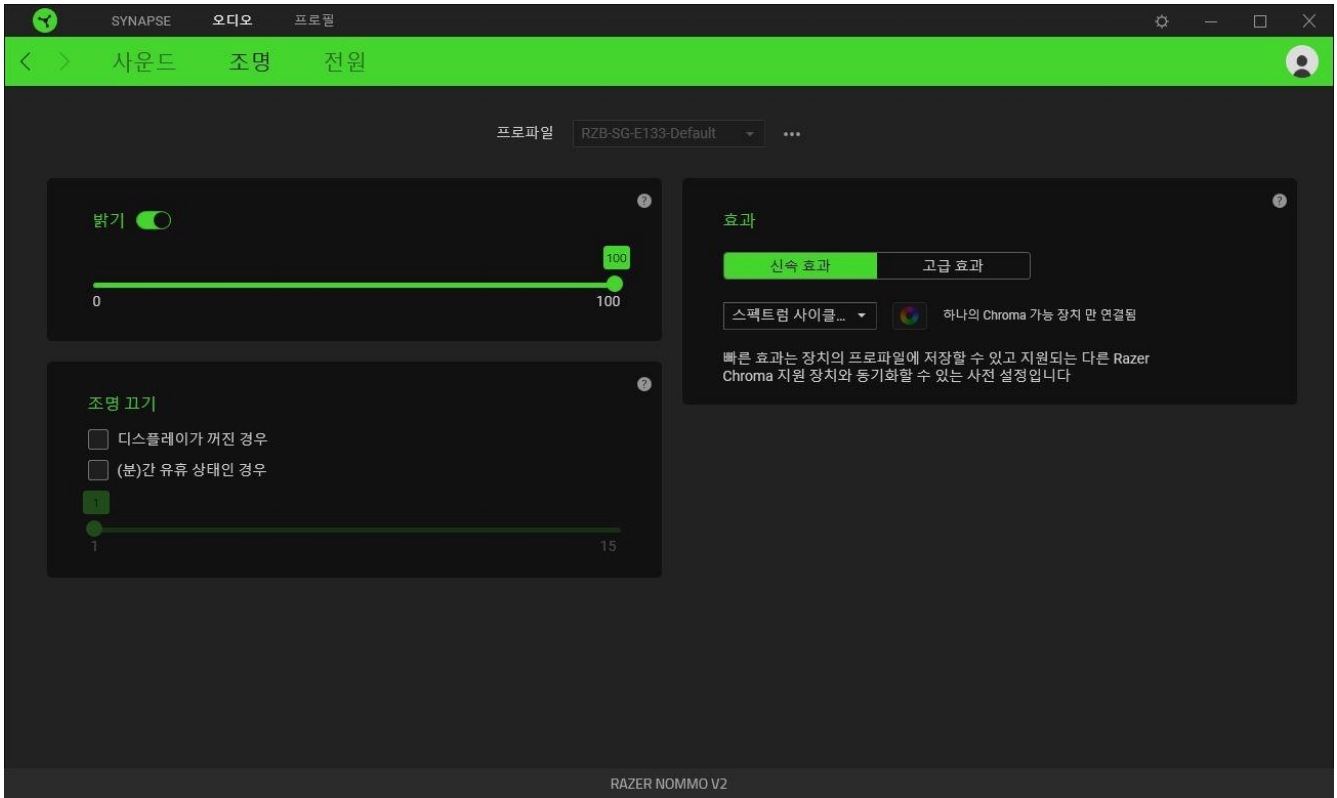 SYNAPSE 오디오 프로필
사운드 조명 전원
프로파일 RZB-SG-E133-Default
밝기
100
0 100
조명 끄기
디스플레이가 꺼진 경우
(분)간 유휴 상태인 경우
1
1 15
효과
신속 효과 고급 효과
스펙트럼 사이클... 하나의 Chroma 가능 장치 만 연결됨
빠른 효과는 장치의 프로파일에 저장할 수 있고 지원되는 다른 Razer
Chroma 지원 장치와 동기화할 수 있는 사전 설정입니다
RAZER NOMMO V2